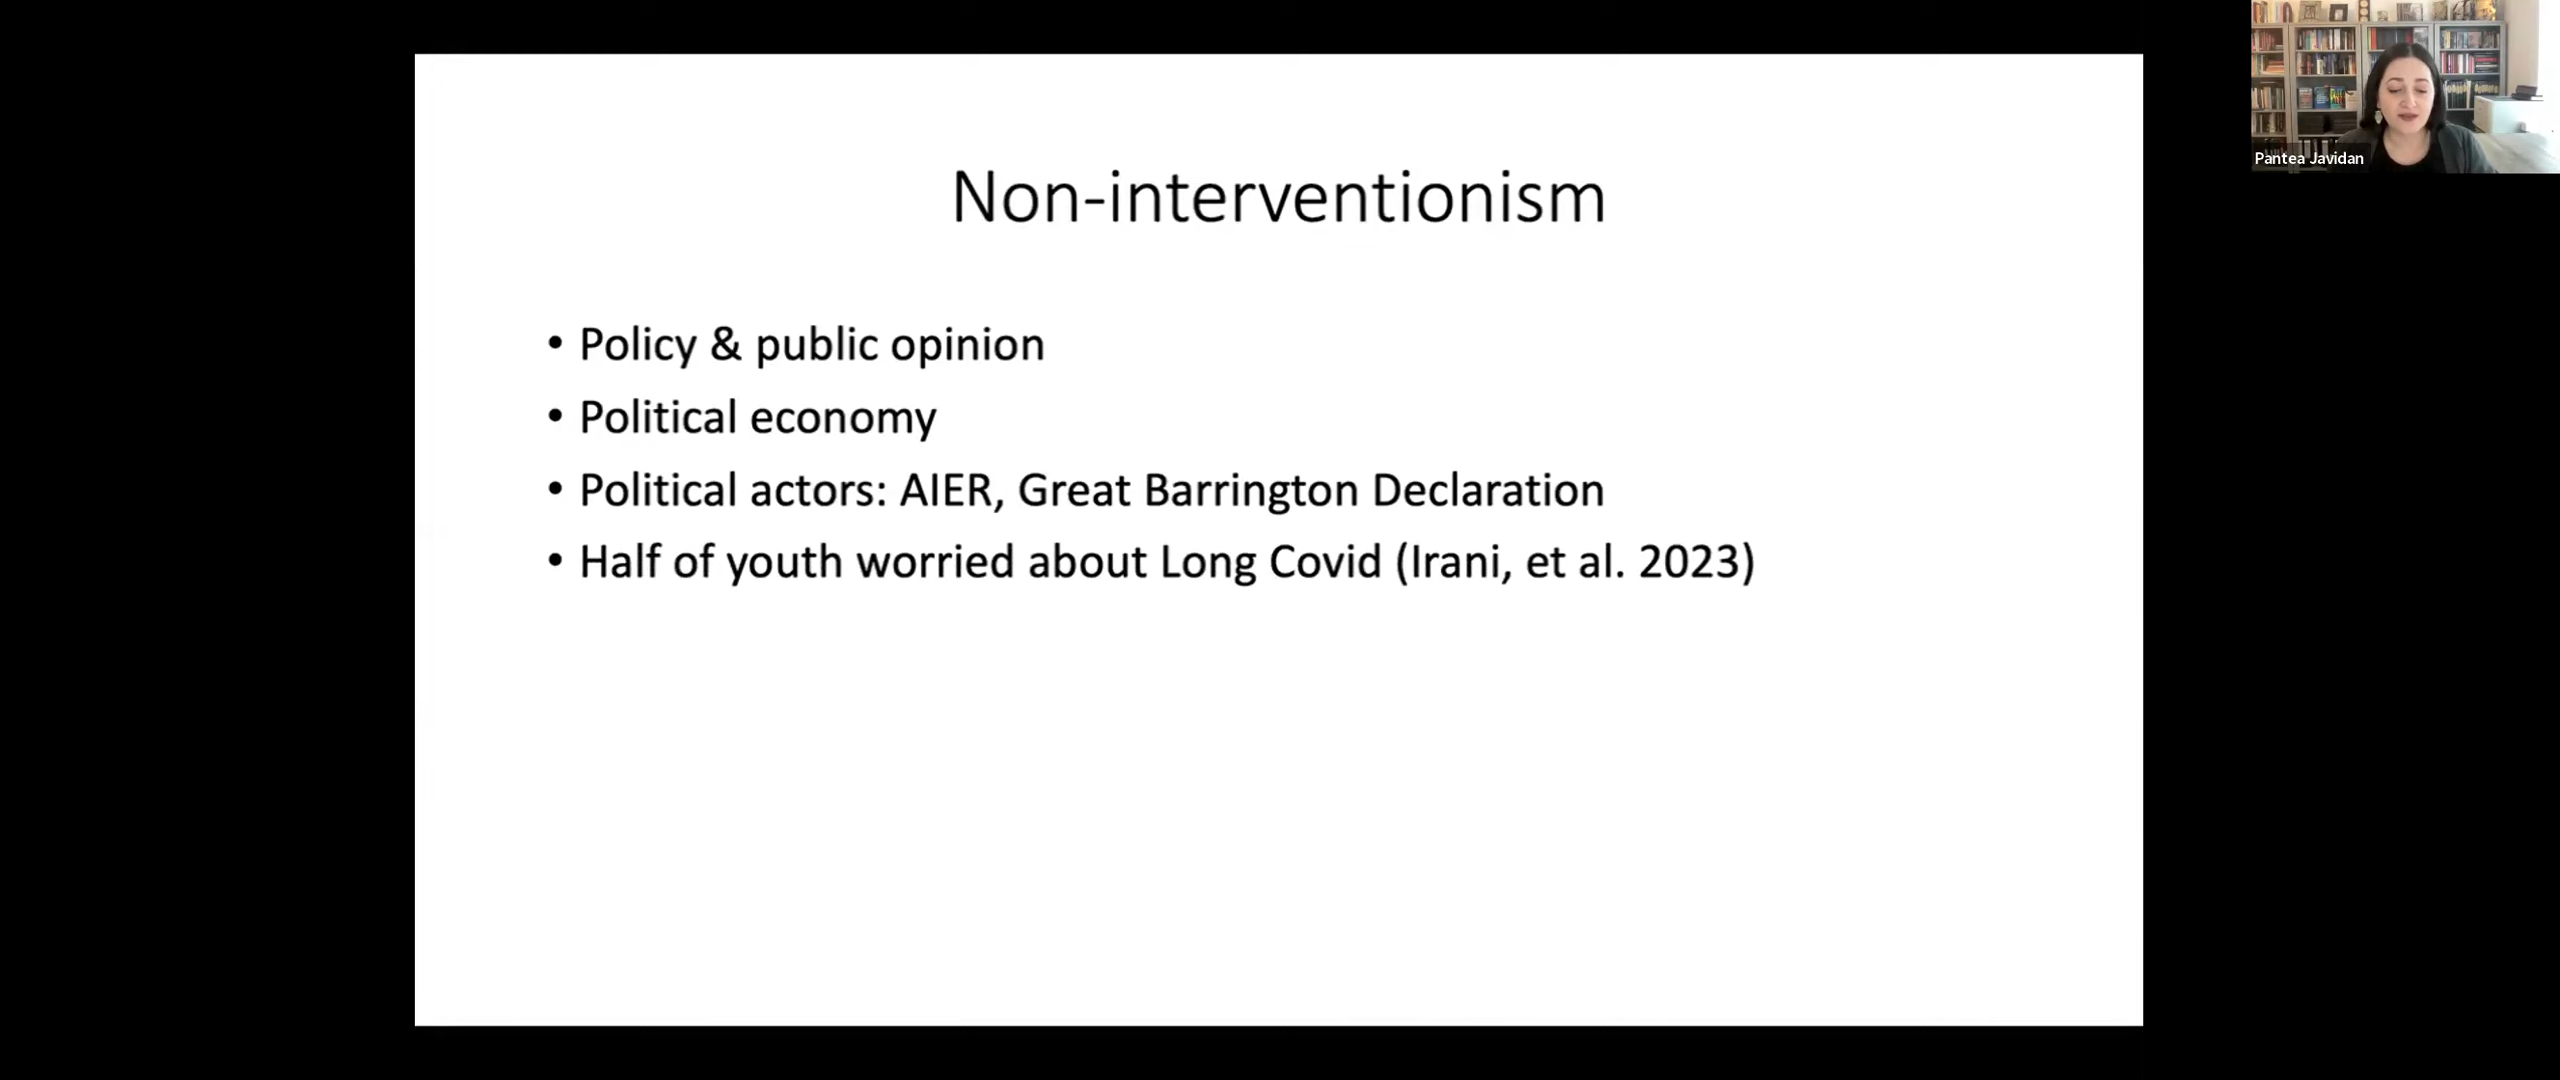 Non-interventionism
• Policy & public opinion
• Political economy
• Political actors: AIER, Great Barrington Declaration
• Half of youth worried about Long Covid (Irani, et al. 2023)
Pantea Javidan